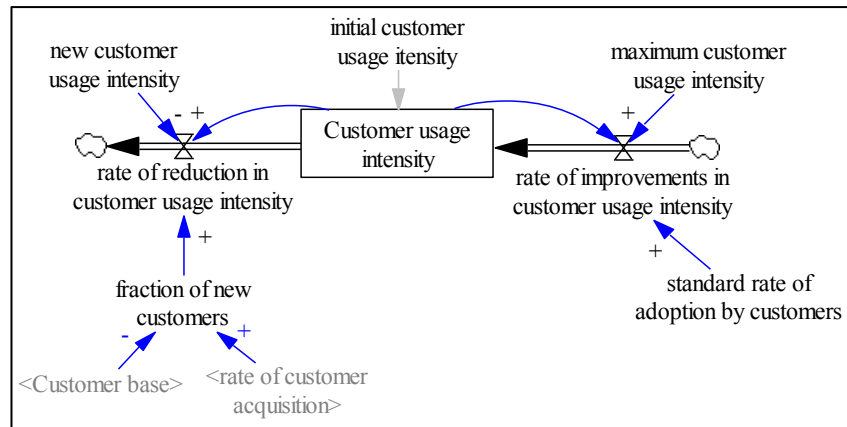 new customer
usage intensity
initial customer
usage itensity
maximum customer
usage intensity
- +
+
Customer usage
intensity
rate of reduction in
customer usage intensity
rate of improvements in
customer usage intensity
+
+
fraction of new
customers
standard rate of
adoption by customers
- +
<Customer base>
<rate of customer
acquisition>